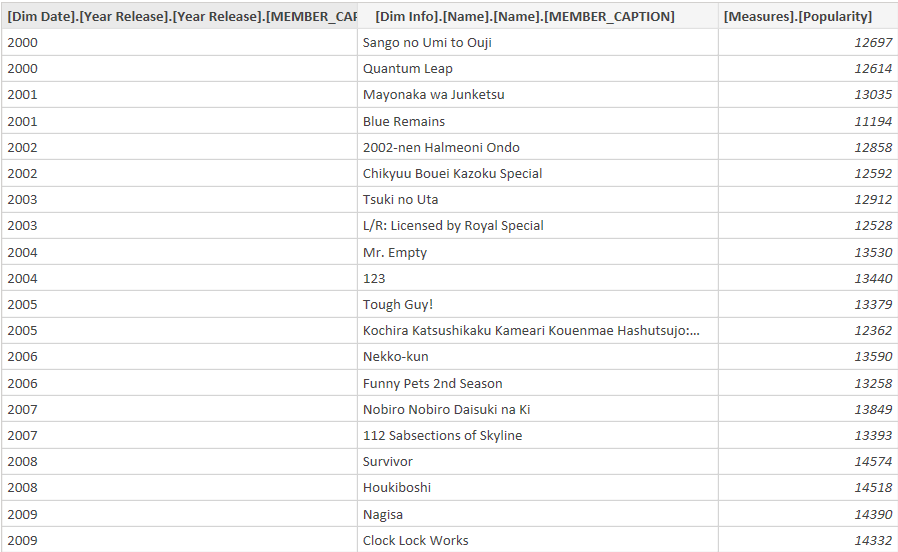 [Dim Date].[Year Release].[Year Release].[MEMBER_CAP [Dim Info].[Name].[Name].[MEMBER_CAPTION] [Measures].[Popularity]
2000 Sango no Umi to Ouji 12697
2000 Quantum Leap 12614
2001 Mayonaka wa Junketsu 13035
2001 Blue Remains 11194
2002 2002-nen Halmeoni Ondo 12858
2002 Chikyuu Bouei Kazoku Special 12592
2003 Tsuki no Uta 12912
2003 L/R: Licensed by Royal Special 12528
2004 Mr. Empty 13530
2004 123 13440
2005 Tough Guy! 13379
2005 Kochira Katsushikaku Kameari Kouenmae Hashutsujo:... 12362
2006 Nekko-kun 13590
2006 Funny Pets 2nd Season 13258
2007 Nobiro Nobiro Daisuki na Ki 13849
2007 112 Sabsections of Skyline 13393
2008 Survivor 14574
2008 Houkiboshi 14518
2009 Nagisa 14390
2009 Clock Lock Works 14332